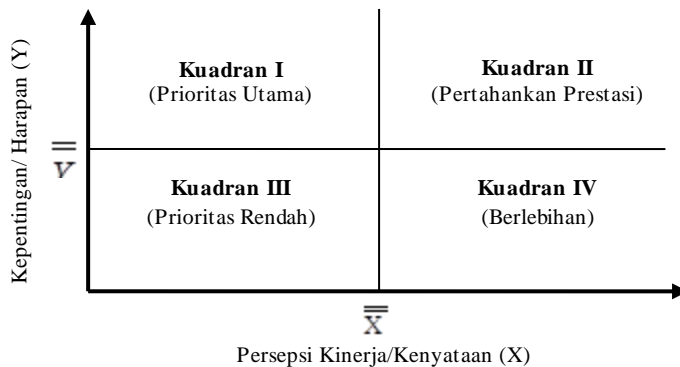 Kepentingan/ Harapan (Y)
Kuadran I
(Prioritas Utama)
Kuadran II
(Pertahankan Prestasi)
Y̿
Kuadran III
(Prioritas Rendah)
Kuadran IV
(Berlebihan)
X̿
Persepsi Kinerja/Kenyataan (X)